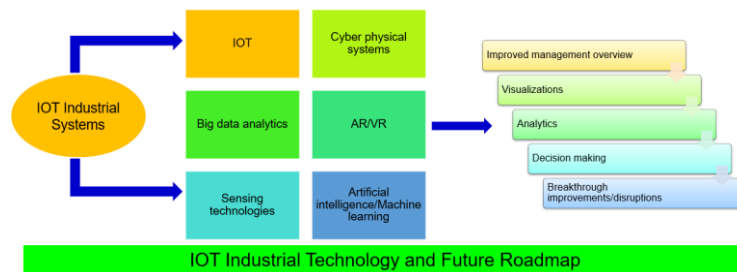 IOT Industrial
Systems
IOT
Cyber physical
systems
Big data analytics
AR/VR
Sensing
technologies
Artificial
intelligence/Machine
learning
Improved management overview
Visualizations
Analytics
Decision making
Breakthrough
improvements/disruptions
IOT Industrial Technology and Future Roadmap